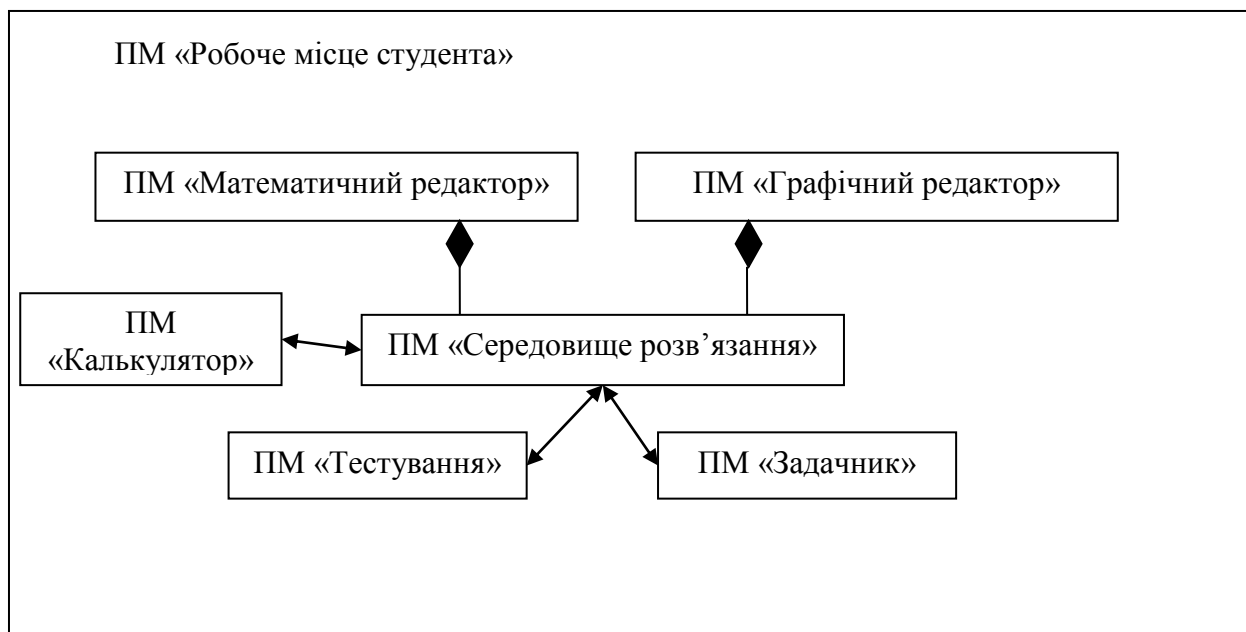 ПМ «Робоче місце студента»
ПМ «Математичний редактор»
ПМ «Графічний редактор»
ПМ
«Калькулятор»
ПМ «Середовище розв’язання»
ПМ «Тестування»
ПМ «Задачник»